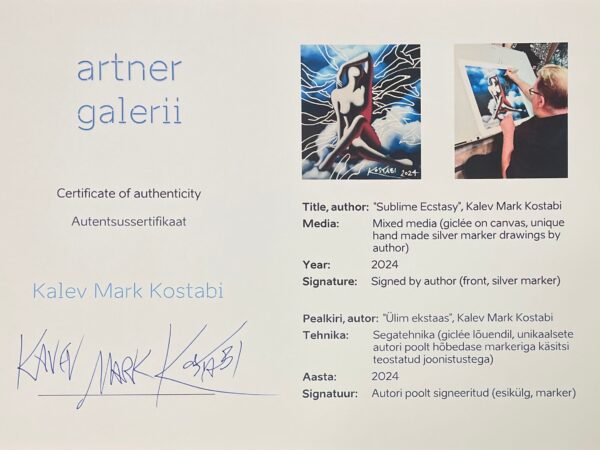 artner
galerii
Certificate of authenticity
Autentsussertifikaat
Kalev Mark Kostabi
KALEV MARK KOSTABI
KOSTABI 2024
Title, author: "Sublime Ecstasy", Kalev Mark Kostabi
Media: Mixed media (giclée on canvas, unique
hand made silver marker drawings by
author)
Year: 2024
Signature: Signed by author (front, silver marker)
Pealkiri, autor: "Ülim ekstaas", Kalev Mark Kostabi
Tehnika: Segatehnika (giclée lõuendil, unikaalsete
autori poolt hõbedase markeriga käsitsi
teostatud joonistustega)
Aasta: 2024
Signatuur: Autori poolt signeeritud (esikülg, marker)